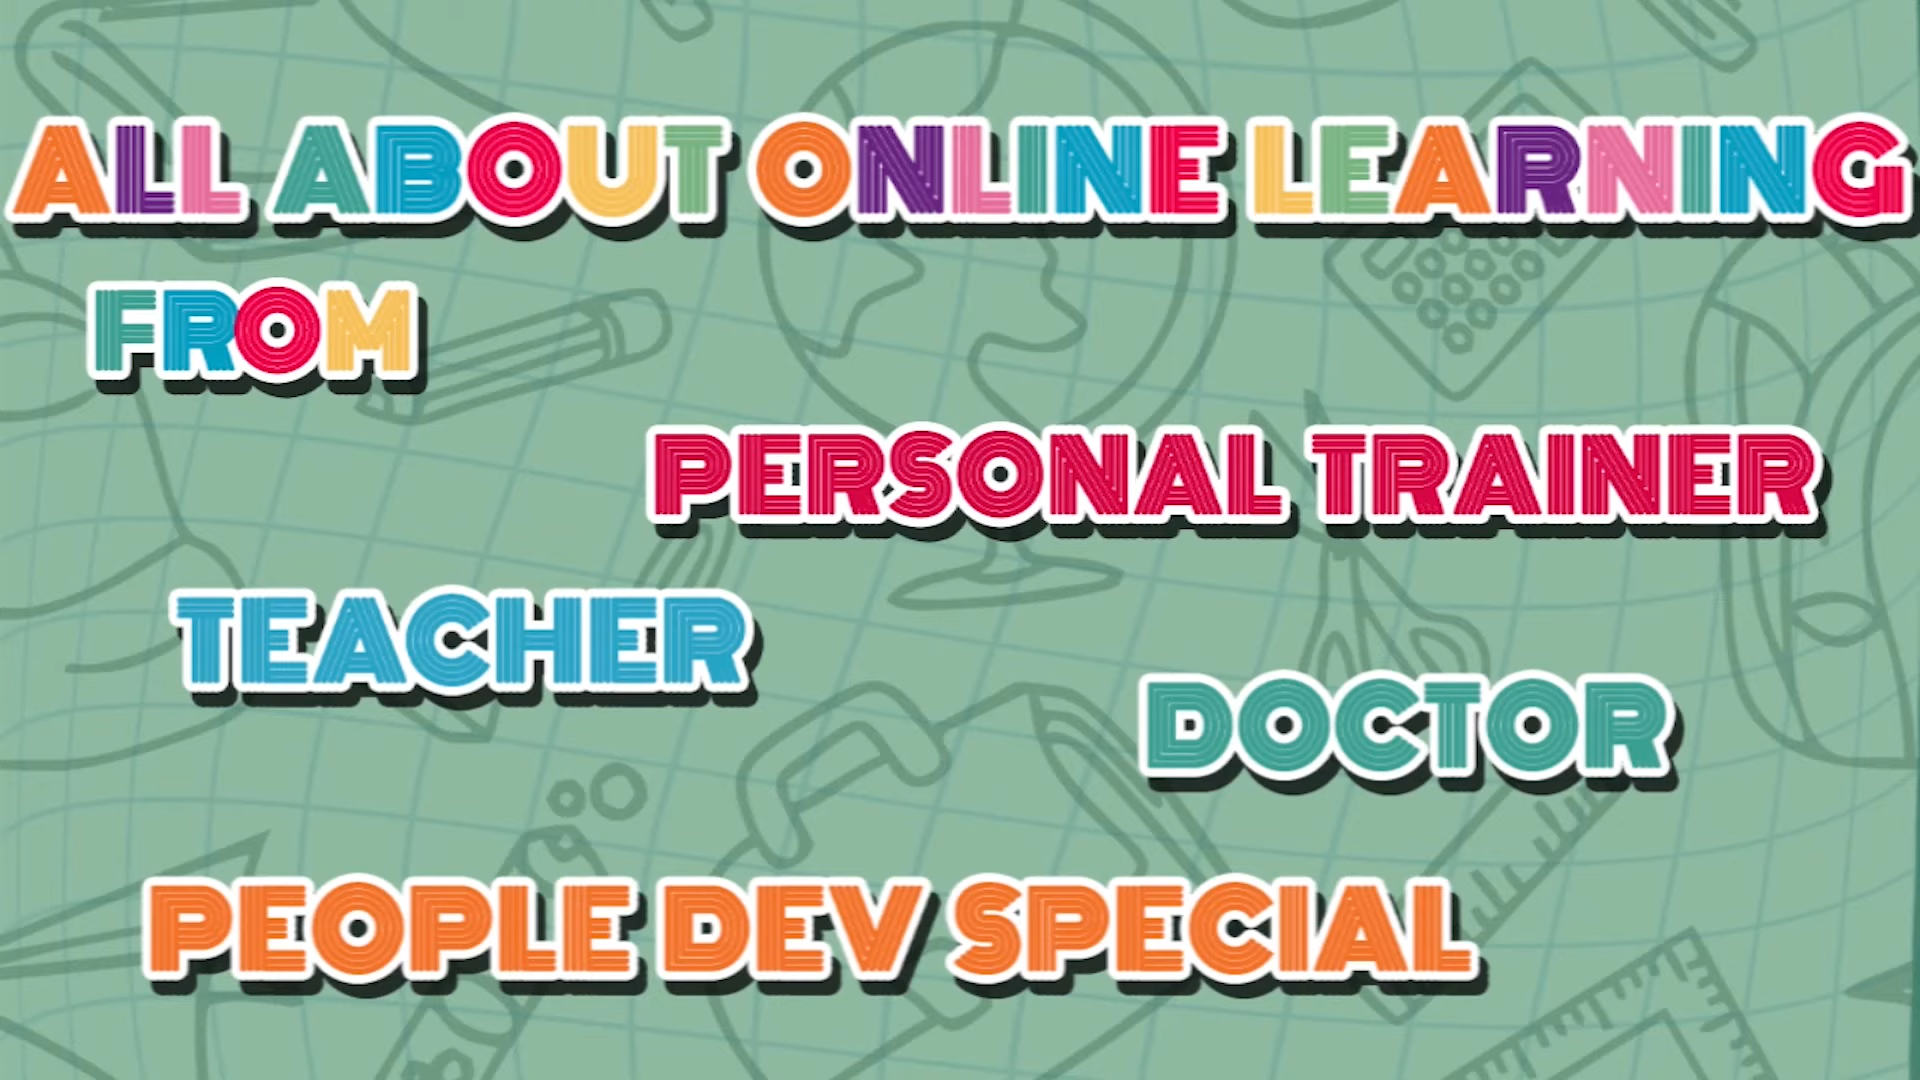 ALL ABOUT ONLINE LEARNING
FROM
PERSONAL TRAINER
TEACHER
DOCTOR
PEOPLE DEV SPECIAL